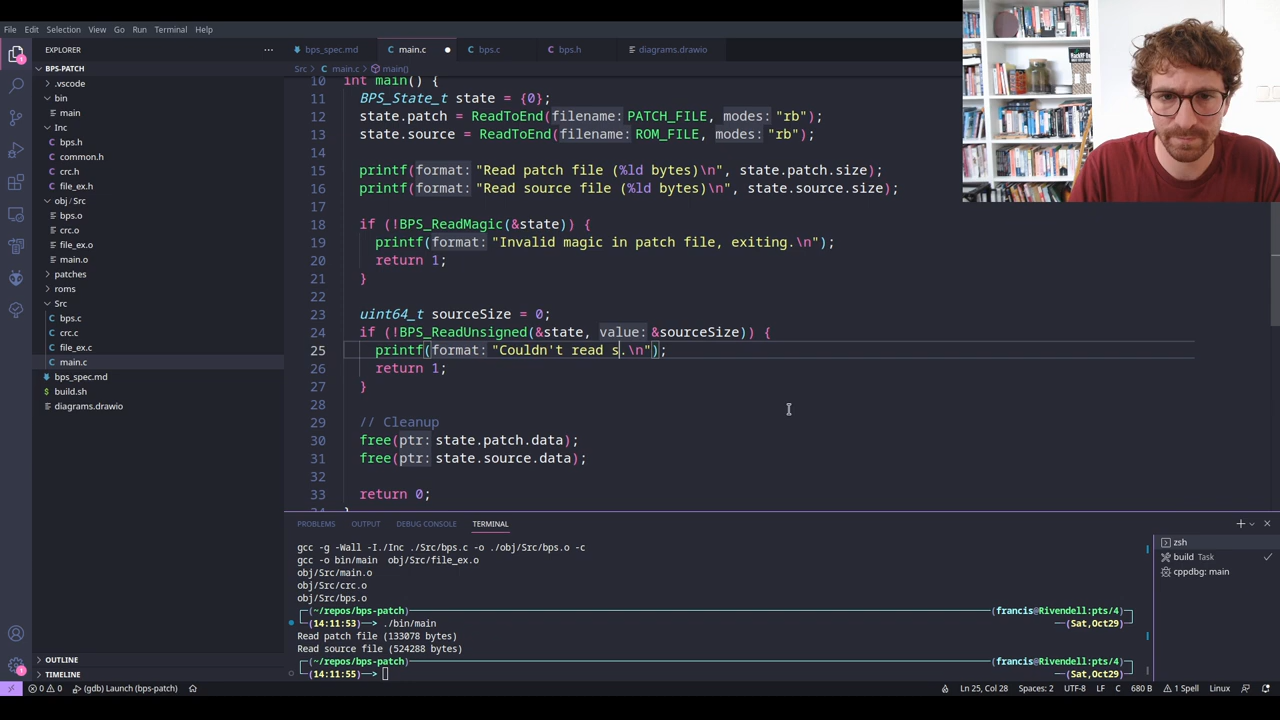 File Edit Selection View Go Run Terminal Help
EXPLORER
BPS-PATCH
.vscode
bin
main
Inc
bps.h
common.h
crc.h
file_ex.h
obj/Src
bps.o
crc.o
file_ex.o
main.o
patches
roms
Src
bps.c
crc.c
file_ex.c
main.c
bps_spec.md
build.sh
diagrams.drawio
OUTLINE
TIMELINE
bps_spec.md main.c bps.c bps.h diagrams.drawio
Src main.c main()
10 int main() {
11 BPS_State_t state = {0};
12 state.patch = ReadToEnd(filename: PATCH_FILE, modes: "rb");
13 state.source = ReadToEnd(filename: ROM_FILE, modes: "rb");
14
15 printf(format: "Read patch file (%ld bytes)\n", state.patch.size);
16 printf(format: "Read source file (%ld bytes)\n", state.source.size);
17
18 if (!BPS_ReadMagic(&state)) {
19 printf(format: "Invalid magic in patch file, exiting.\n");
20 return 1;
21 }
22
23 uint64_t sourceSize = 0;
24 if (!BPS_ReadUnsigned(&state, value: &sourceSize)) {
25 printf(format: "Couldn't read s.\n");
26 return 1;
27 }
28
29 // Cleanup
30 free(ptr: state.patch.data);
31 free(ptr: state.source.data);
32
33 return 0;
PROBLEMS OUTPUT DEBUG CONSOLE TERMINAL
gcc -g -Wall -I./Inc ./Src/bps.c -o ./obj/Src/bps.o -c
gcc -o bin/main obj/Src/file_ex.o
obj/Src/main.o
obj/Src/crc.o
obj/Src/bps.o
(~/repos/bps-patch) (francis@Rivendell:pts/4)
(14:11:53)—> ./bin/main (Sat,Oct29)
Read patch file (133078 bytes)
Read source file (524288 bytes)
(~/repos/bps-patch) (francis@Rivendell:pts/4)
(14:11:55)—> (Sat,Oct29)
zsh
build Task
cppdbg: main
0 0 (gdb) Launch (bps-patch) Ln 25, Col 28 Spaces: 2 UTF-8 LF C 680 B 1 Spell Linux